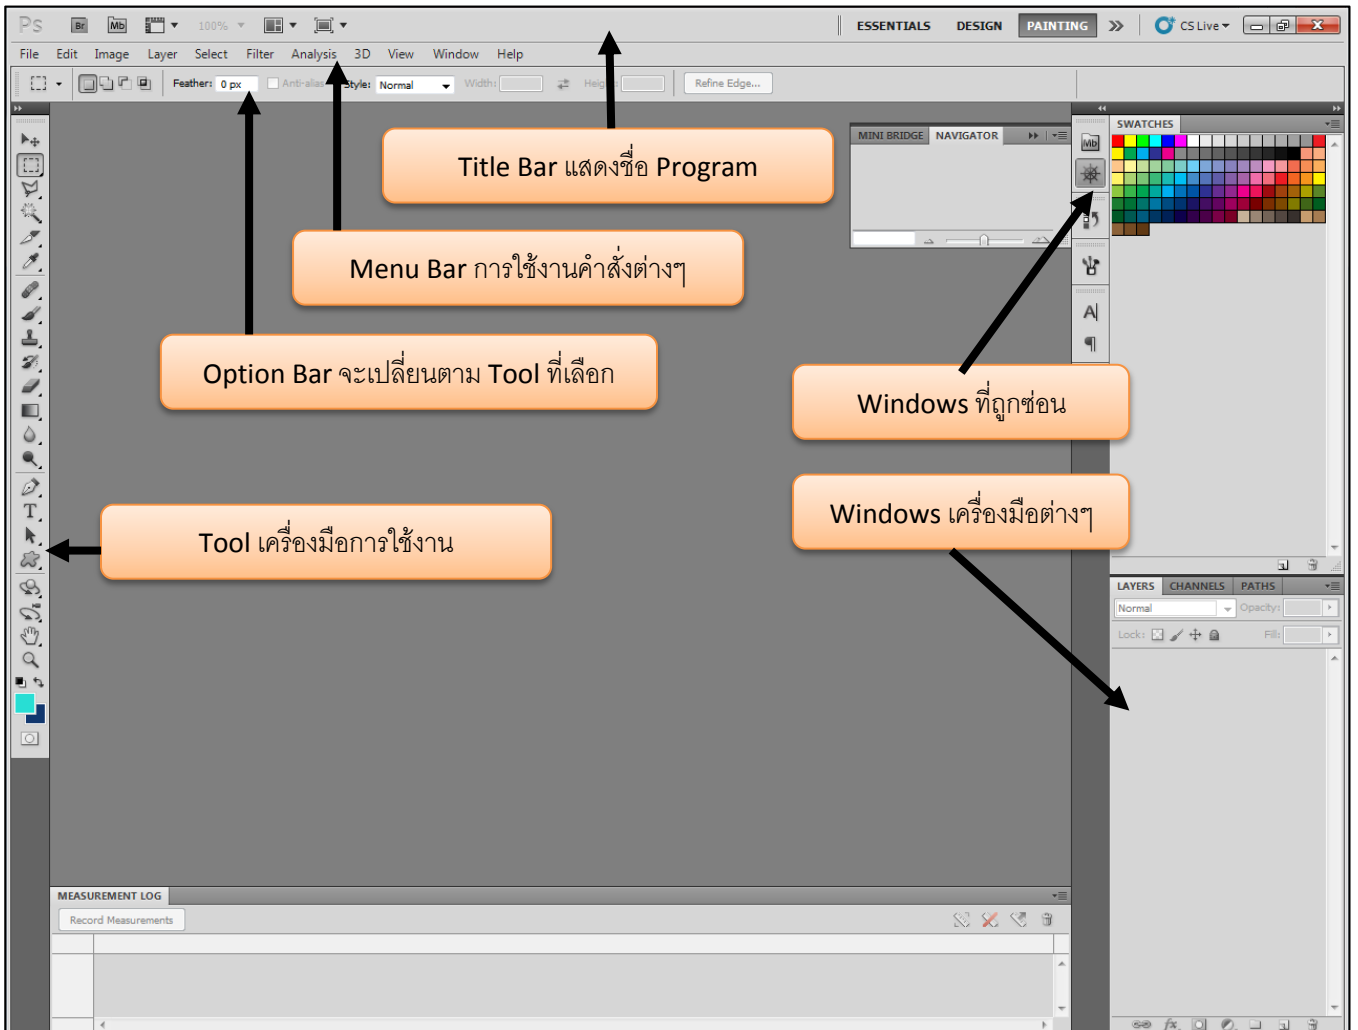 Ps Br Mb 100% ESSENTIALS DESIGN PAINTING CS Live
File Edit Image Layer Select Filter Analysis 3D View Window Help
Feather: 0 px Anti-alias Style: Normal Width: Refine Edge...
SWATCHES
MINI BRIDGE NAVIGATOR
Mb
Title Bar แสดงชื่อ Program
Menu Bar การใช้งานคำสั่งต่างๆ
Option Bar จะเปลี่ยนตาม Tool ที่เลือก
Windows ที่ถูกซ่อน
Windows เครื่องมือต่างๆ
Tool เครื่องมือการใช้งาน
LAYERS CHANNELS PATHS
Normal Opacity:
Lock: Fill:
MEASUREMENT LOG
Record Measurements